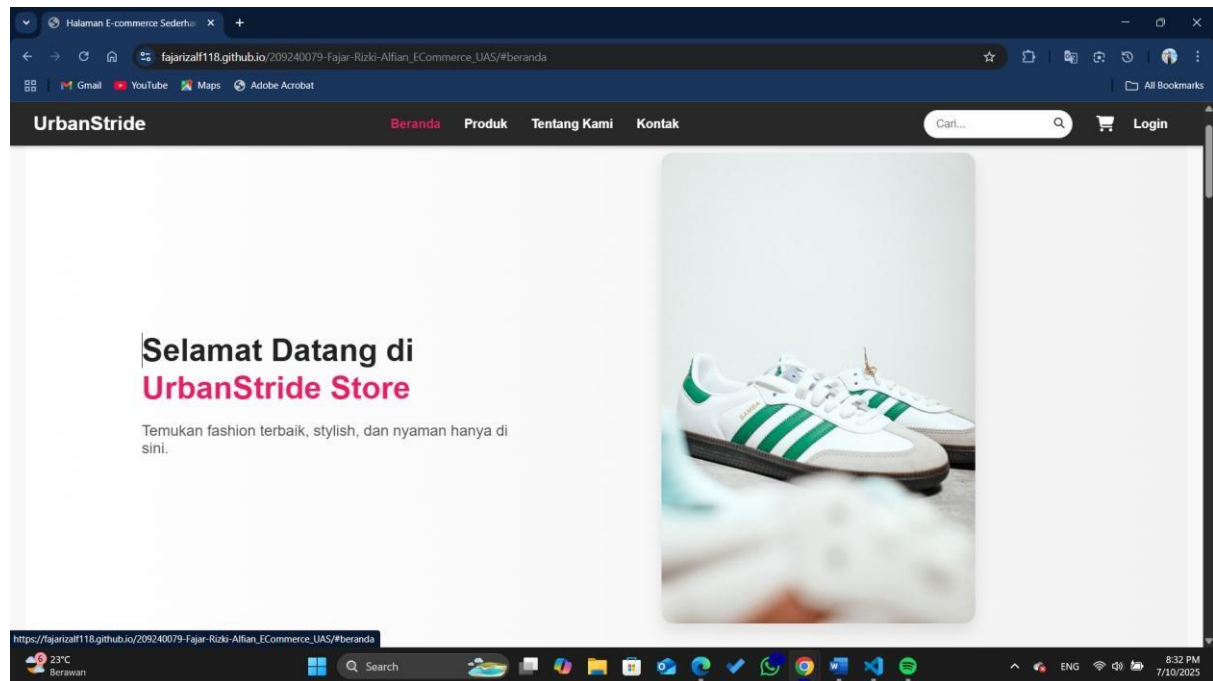 Halaman E-commerce Sederha
fajarizalf118.github.io/209240079-Fajar-Rizki-Alfian_ECommerce_UAS/#beranda
Gmail YouTube Maps Adobe Acrobat All Bookmarks
UrbanStride Beranda Produk Tentang Kami Kontak Cari... Login
Selamat Datang di
UrbanStride Store
Temukan fashion terbaik, stylish, dan nyaman hanya di
sini.
SAMBA
https://fajarizalf118.github.io/209240079-Fajar-Rizki-Alfian_ECommerce_UAS/#beranda
6 23°C Search ENG 8:32 PM
Berawan 7/10/2025